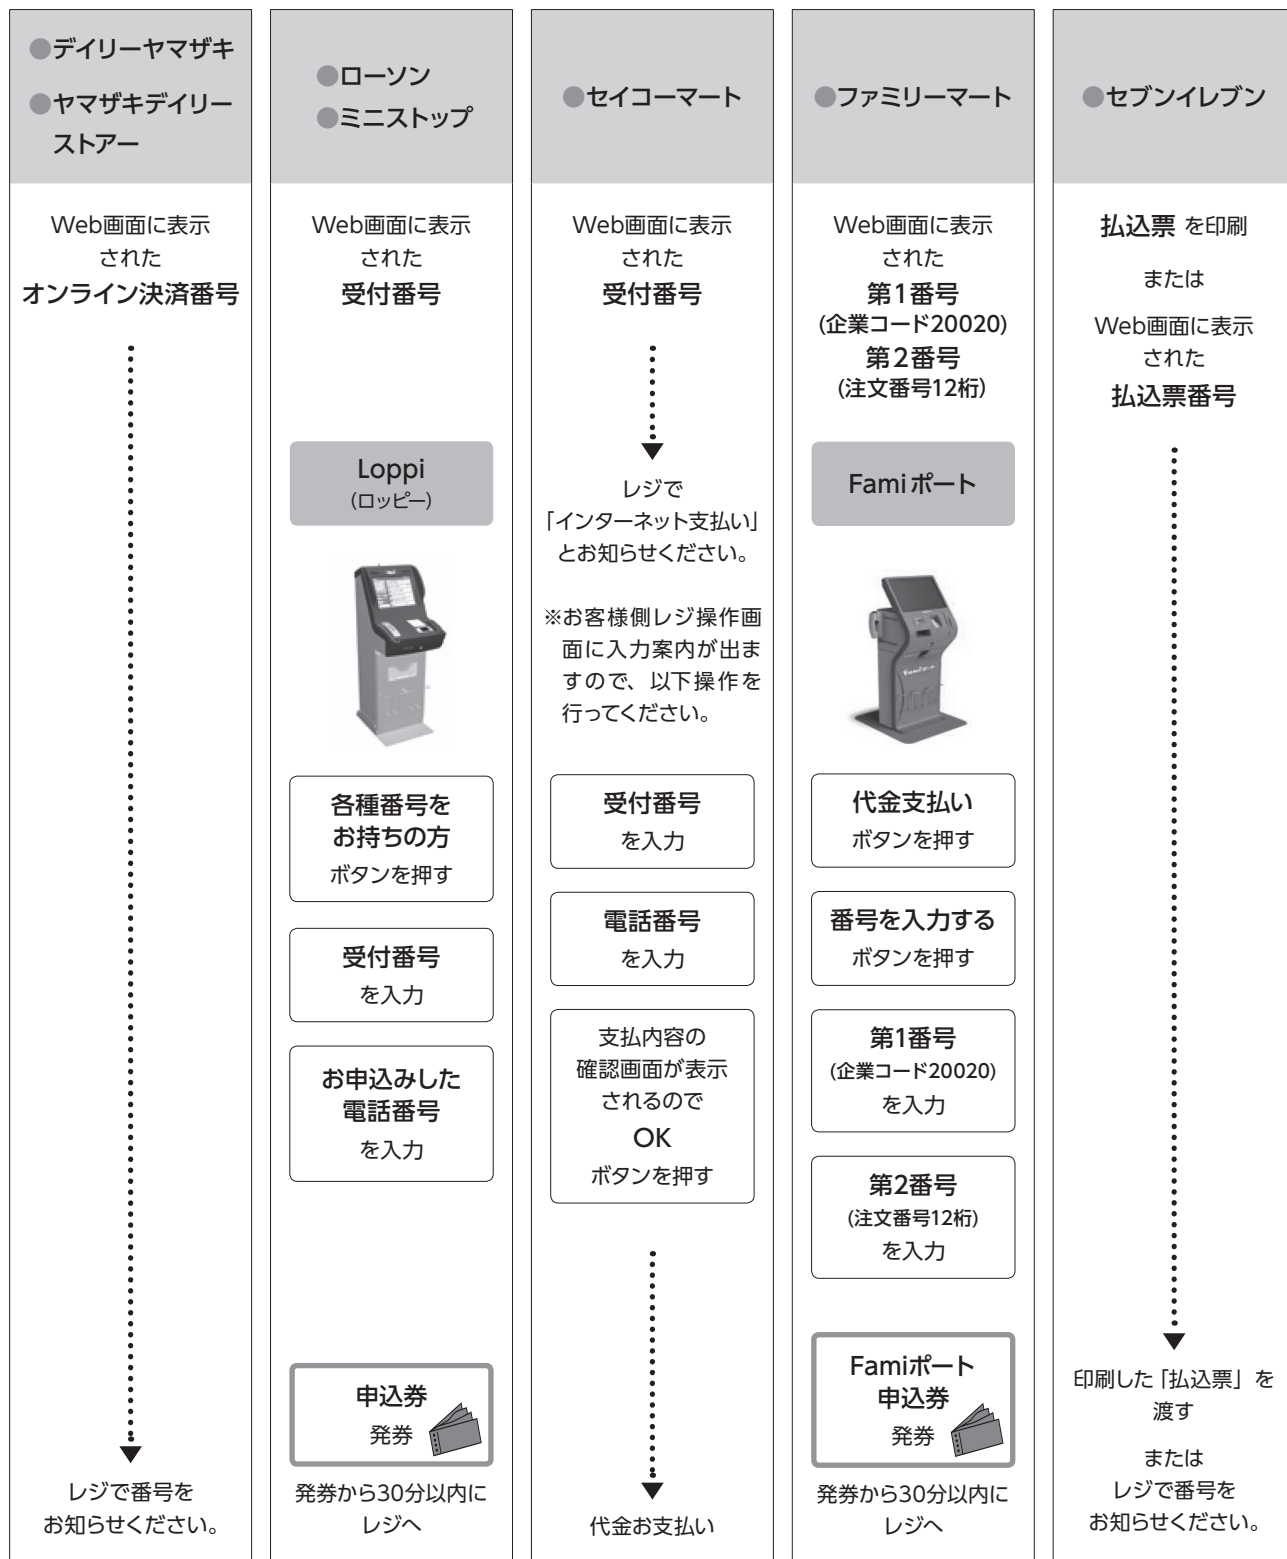 ●デイリーヤマザキ
●ヤマザキデイリー
ストアー
Web画面に表示
された
オンライン決済番号
レジで番号を
お知らせください。
●ローソン
●ミニストップ
Web画面に表示
された
受付番号
Loppi
(ロッピー)
各種番号を
お持ちの方
ボタンを押す
受付番号
を入力
お申込みした
電話番号
を入力
申込券
発券
発券から30分以内に
レジへ
●セイコーマート
Web画面に表示
された
受付番号
レジで
「インターネット支払い」
とお知らせください。
※お客様側レジ操作画
面に入力案内が出ま
すので、以下操作を
行ってください。
受付番号
を入力
電話番号
を入力
支払内容の
確認画面が表示
されるので
OK
ボタンを押す
代金お支払い
●ファミリーマート
Web画面に表示
された
第1番号
(企業コード20020)
第2番号
(注文番号12桁)
Famiポート
代金支払い
ボタンを押す
番号を入力する
ボタンを押す
第1番号
(企業コード20020)
を入力
第2番号
(注文番号12桁)
を入力
Famiポート
申込券
発券
発券から30分以内に
レジへ
●セブンイレブン
払込票 を印刷
または
Web画面に表示
された
払込票番号
印刷した「払込票」を
渡す
または
レジで番号を
お知らせください。